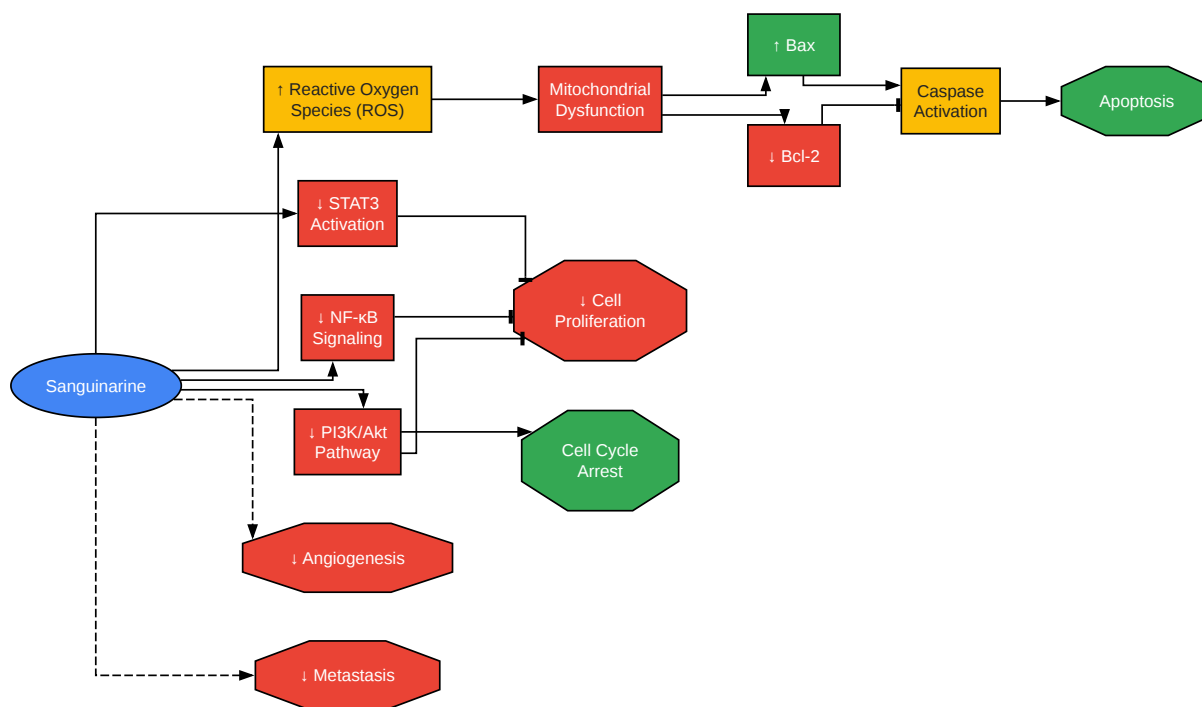 ↑ Bax
↑ Reactive Oxygen
Species (ROS)
Mitochondrial
Dysfunction
Caspase
Activation
Apoptosis
↓ Bcl-2
↓ STAT3
Activation
↓ NF-κB
Signaling
↓ Cell
Proliferation
Sanguinarine
↓ PI3K/Akt
Pathway
Cell Cycle
Arrest
↓ Angiogenesis
↓ Metastasis